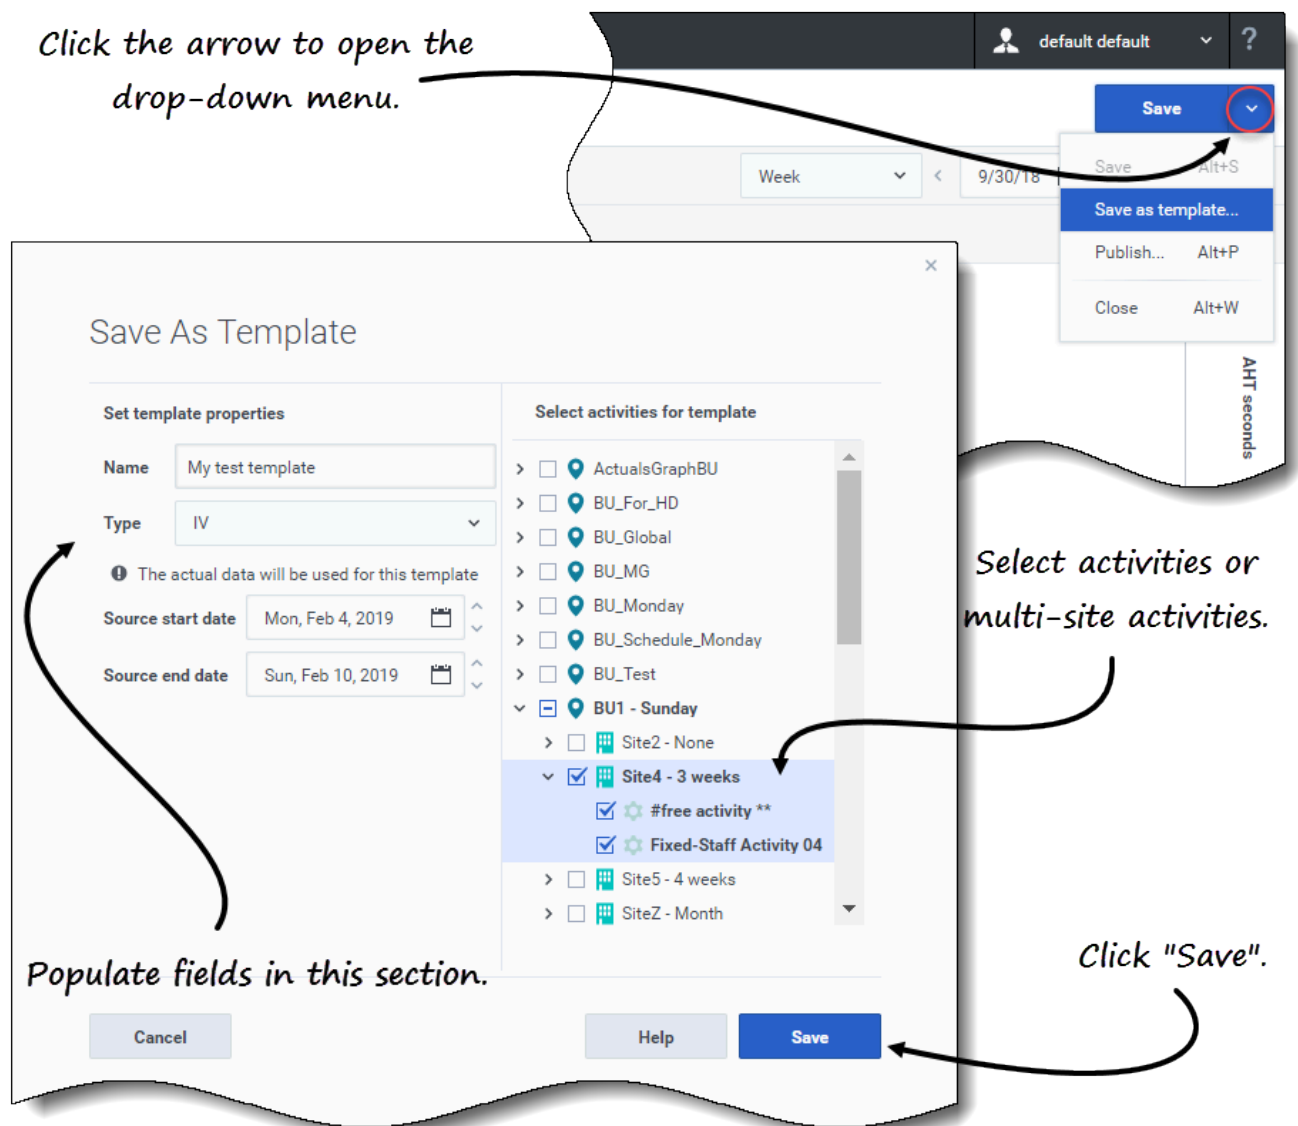 Click the arrow to open the
drop-down menu.
default default
?
Save
Week
9/30/18
Save Alt+S
Save as template...
Publish... Alt+P
Close Alt+W
AHT seconds
Save As Template
Set template properties
Name My test template
Type IV
The actual data will be used for this template
Source start date Mon, Feb 4, 2019
Source end date Sun, Feb 10, 2019
Select activities for template
ActualsGraphBU
BU_For_HD
BU_Global
BU_MG
BU_Monday
BU_Schedule_Monday
BU_Test
BU1 - Sunday
Site2 - None
Site4 - 3 weeks
#free activity **
Fixed-Staff Activity 04
Site5 - 4 weeks
SiteZ - Month
Select activities or
multi-site activities.
Populate fields in this section.
Click "Save".
Cancel
Help
Save